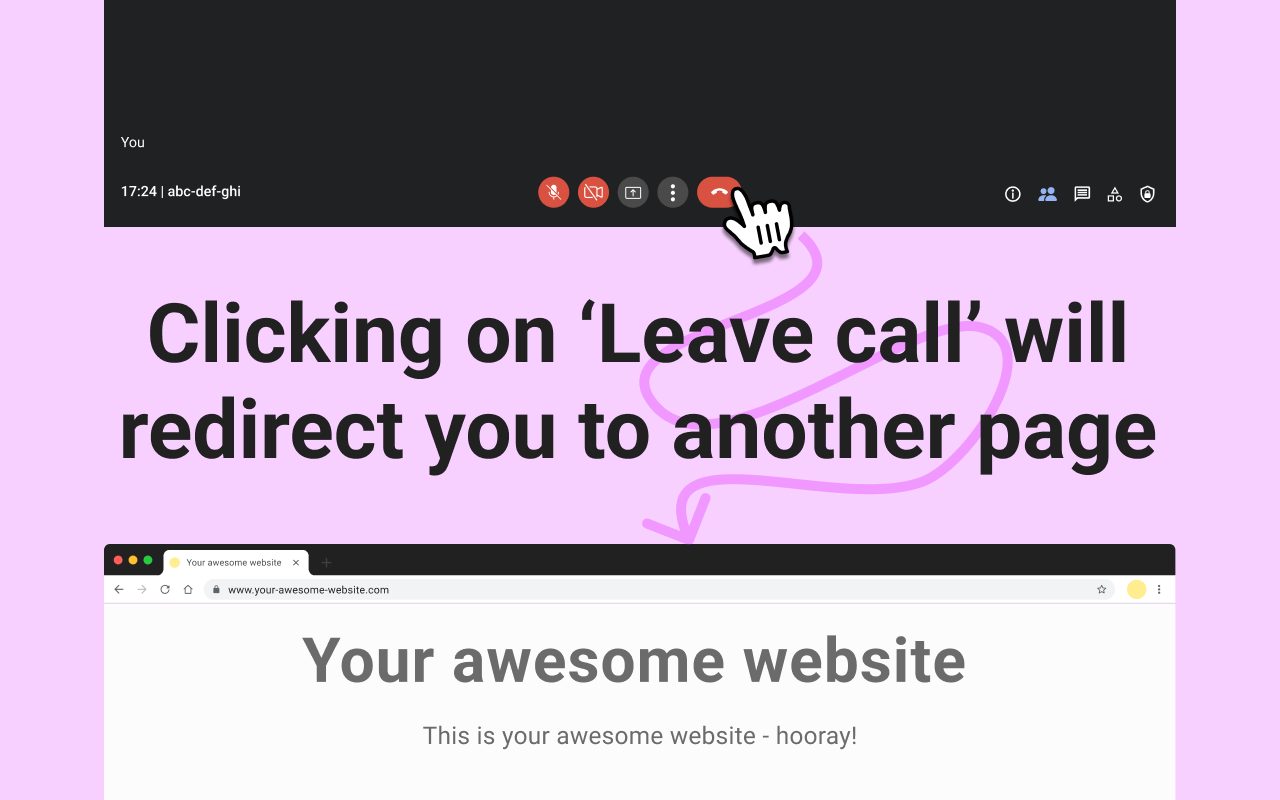 You
17:24 | abc-def-ghi
Clicking on ‘Leave call’ will
redirect you to another page
Your awesome website
www.your-awesome-website.com
Your awesome website
This is your awesome website - hooray!